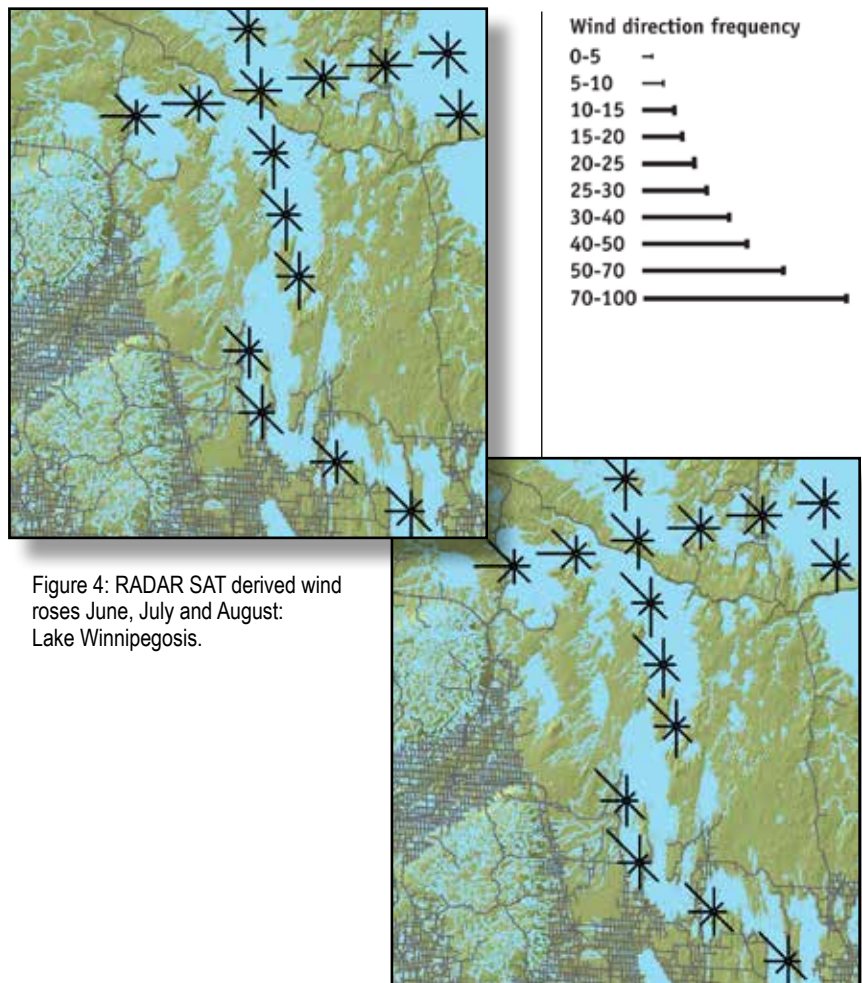 Wind direction frequency
0-5
5-10
10-15
15-20
20-25
25-30
30-40
40-50
50-70
70-100
Figure 4: RADAR SAT derived wind
roses June, July and August:
Lake Winnipegosis.